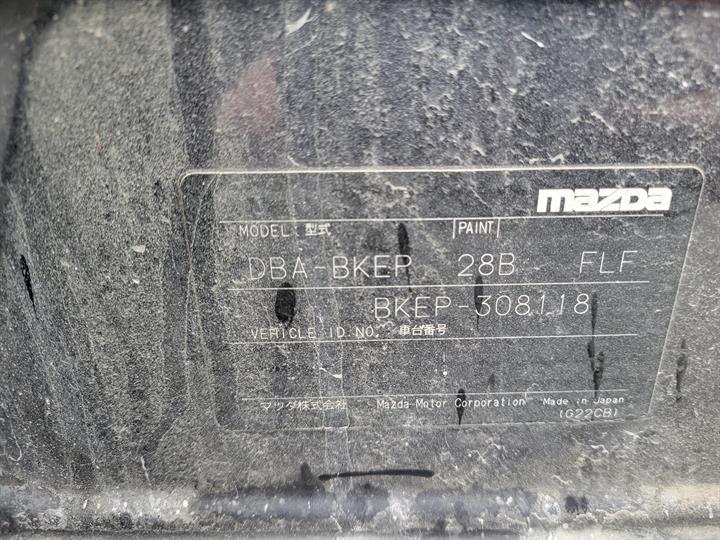 mazda
MODEL 型式 PAINT
DBA-BKEP 28B FLF
BKEP-308118
VEHICLE ID.NO. 車台番号
マツダ株式会社 Mazda Motor Corporation Made in Japan
(G22CB)